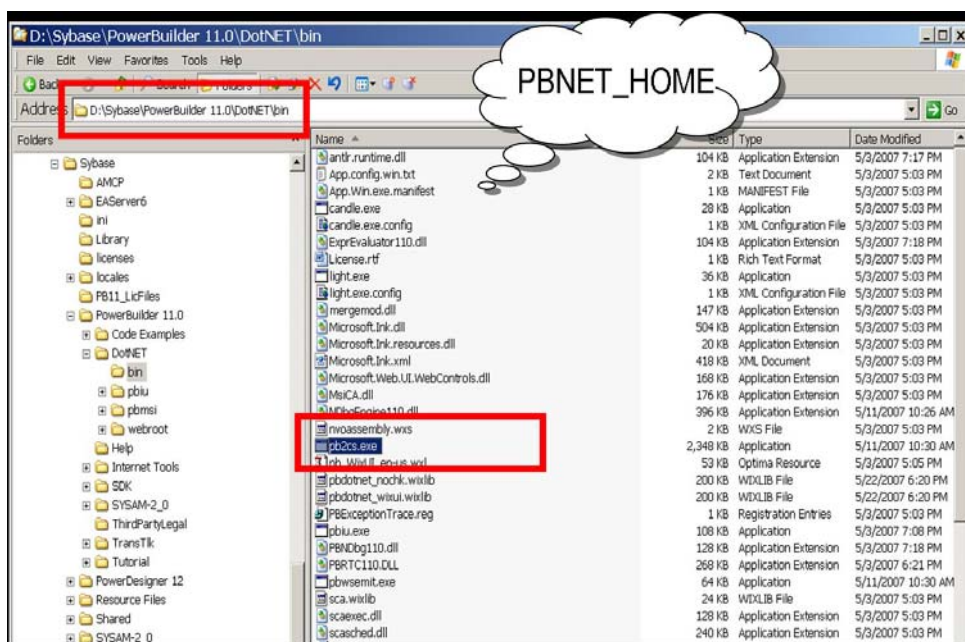 D:\Sybase\PowerBuilder 11.0\DotNET\bin
File Edit View Favorites Tools Help
PBNET_HOME
Address D:\Sybase\PowerBuilder 11.0\DotNET\bin Go
Folders
Sybase
AMCP
EAServer6
ini
Library
licenses
locales
PB11_LicFiles
PowerBuilder 11.0
Code Examples
DotNET
bin
pbiu
pbmsi
webroot
Help
Internet Tools
SDK
SYSAM-2_0
ThirdPartyLegal
TransTlk
Tutorial
PowerDesigner 12
Resource Files
Shared
SYSAM-2_0
Name Size Type Date Modified
antlr.runtime.dll 104 KB Application Extension 5/3/2007 7:17 PM
App.config.win.txt 2 KB Text Document 5/3/2007 5:03 PM
App.Win.exe.manifest 1 KB MANIFEST File 5/3/2007 5:03 PM
candle.exe 28 KB Application 5/3/2007 5:03 PM
candle.exe.config 1 KB XML Configuration File 5/3/2007 5:03 PM
ExprEvaluator110.dll 104 KB Application Extension 5/3/2007 7:18 PM
License.rtf 1 KB Rich Text Format 5/3/2007 5:03 PM
light.exe 36 KB Application 5/3/2007 5:03 PM
light.exe.config 1 KB XML Configuration File 5/3/2007 5:03 PM
mergemod.dll 147 KB Application Extension 5/3/2007 5:03 PM
Microsoft.Ink.dll 504 KB Application Extension 5/3/2007 5:03 PM
Microsoft.Ink.resources.dll 20 KB Application Extension 5/3/2007 5:03 PM
Microsoft.Ink.xml 418 KB XML Document 5/3/2007 5:03 PM
Microsoft.Web.UI.WebControls.dll 168 KB Application Extension 5/3/2007 5:03 PM
MsiCA.dll 176 KB Application Extension 5/3/2007 5:03 PM
NDbgEngine110.dll 396 KB Application Extension 5/11/2007 10:26 AM
nvoassembly.wxs 2 KB WXS File 5/3/2007 5:03 PM
pb2cs.exe 2,348 KB Application 5/11/2007 10:30 AM
pb_WixUI_en-us.wxl 53 KB Optima Resource 5/3/2007 5:05 PM
pbdotnet_nochk.wixlib 200 KB WIXLIB File 5/22/2007 6:20 PM
pbdotnet_wixui.wixlib 200 KB WIXLIB File 5/22/2007 6:20 PM
PBExceptionTrace.reg 1 KB Registration Entries 5/3/2007 5:03 PM
pbiu.exe 108 KB Application 5/3/2007 7:08 PM
PBNDbg110.dll 128 KB Application Extension 5/3/2007 7:18 PM
PBRTC110.DLL 268 KB Application Extension 5/3/2007 6:21 PM
pbwsemit.exe 64 KB Application 5/11/2007 10:30 AM
sca.wixlib 24 KB WIXLIB File 5/3/2007 5:03 PM
scaexec.dll 128 KB Application Extension 5/3/2007 5:03 PM
scasched.dll 240 KB Application Extension 5/3/2007 5:03 PM